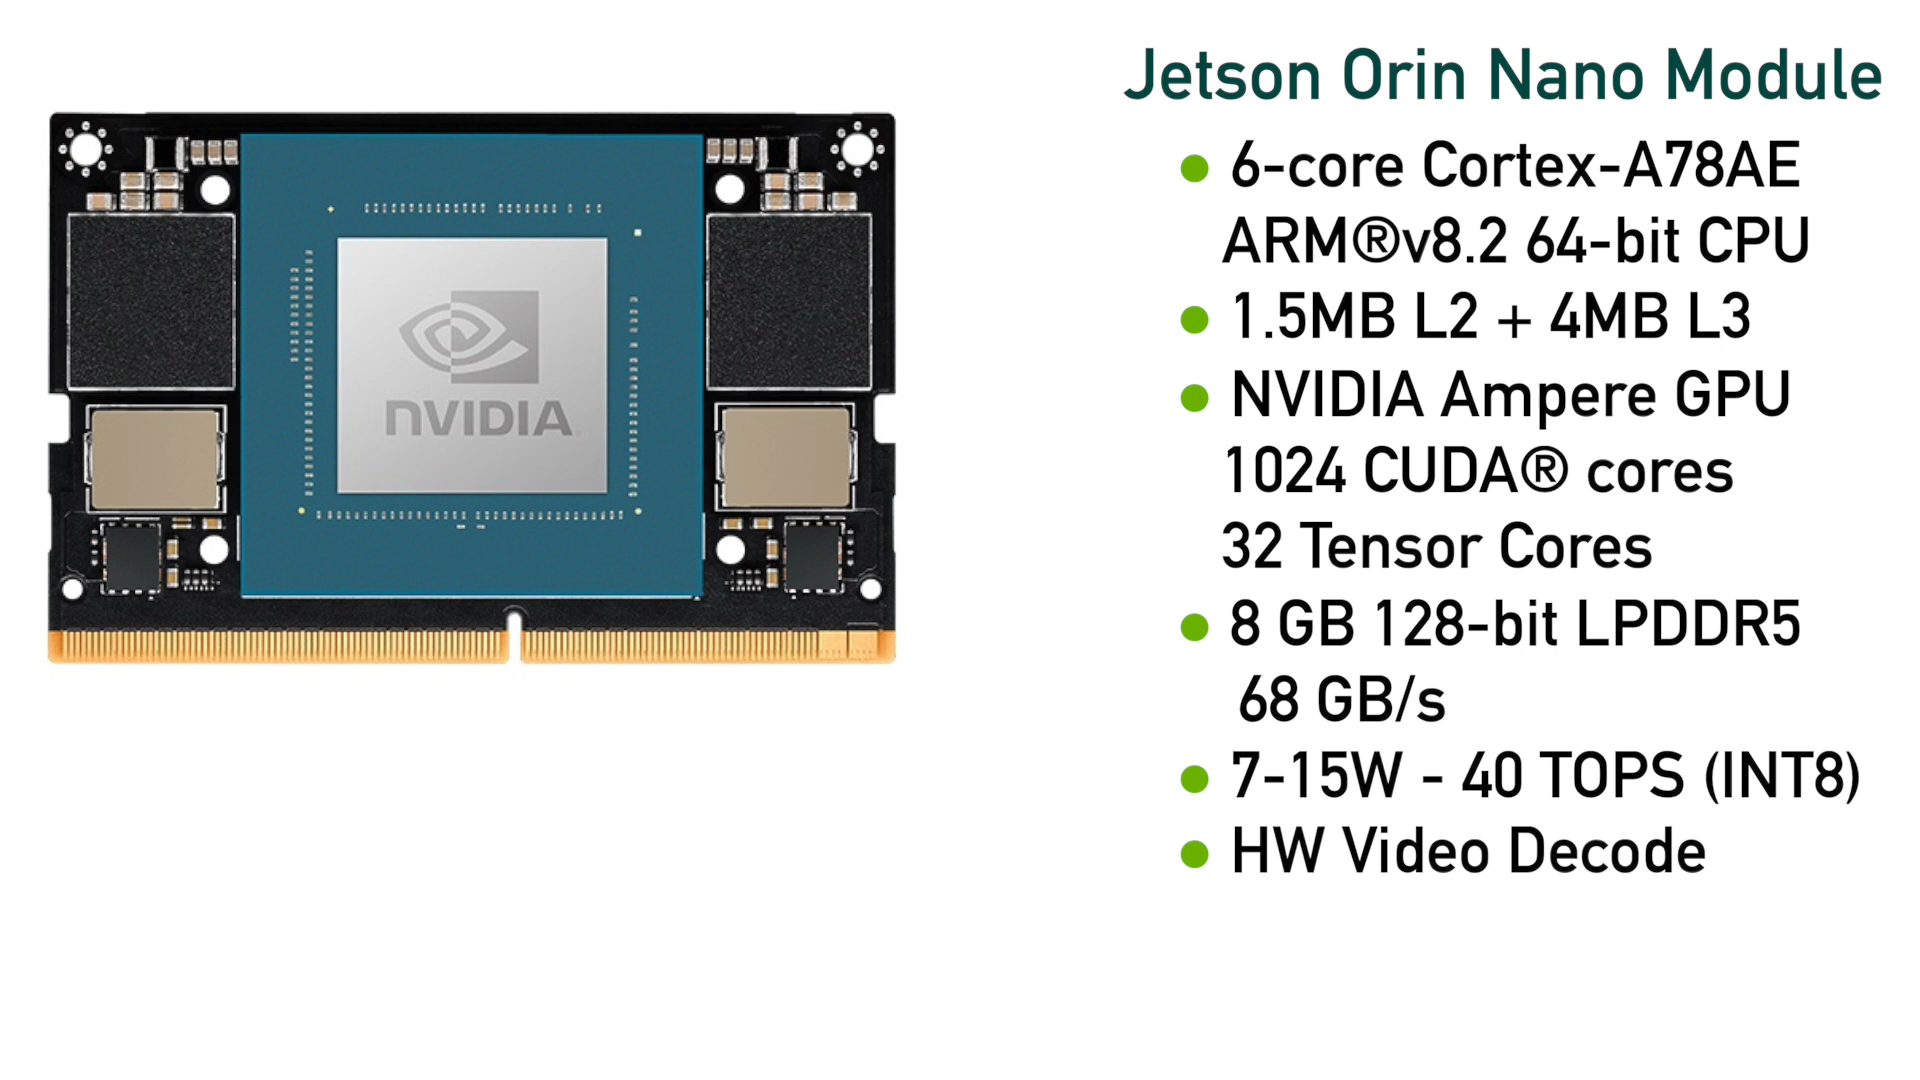 Jetson Orin Nano Module
6-core Cortex-A78AE
ARM®v8.2 64-bit CPU
1.5MB L2 + 4MB L3
NVIDIA Ampere GPU
1024 CUDA® cores
32 Tensor Cores
8 GB 128-bit LPDDR5
68 GB/s
7-15W - 40 TOPS (INT8)
HW Video Decode
NVIDIA